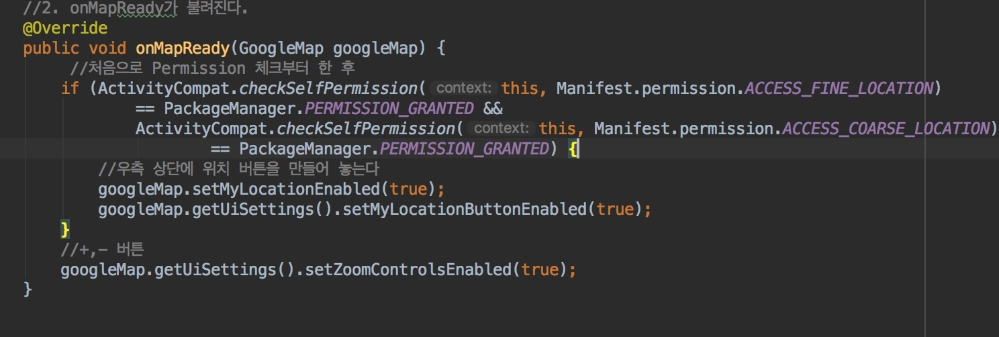 //2. onMapReady가 불려진다.
@Override
public void onMapReady(GoogleMap googleMap) {
//처음으로 Permission 체크부터 한 후
if (ActivityCompat.checkSelfPermission( context: this, Manifest.permission.ACCESS_FINE_LOCATION)
== PackageManager.PERMISSION_GRANTED &&
ActivityCompat.checkSelfPermission( context: this, Manifest.permission.ACCESS_COARSE_LOCATION)
== PackageManager.PERMISSION_GRANTED) {
//우측 상단에 위치 버튼을 만들어 놓는다
googleMap.setMyLocationEnabled(true);
googleMap.getUiSettings().setMyLocationButtonEnabled(true);
}
//+,- 버튼
googleMap.getUiSettings().setZoomControlsEnabled(true);
}